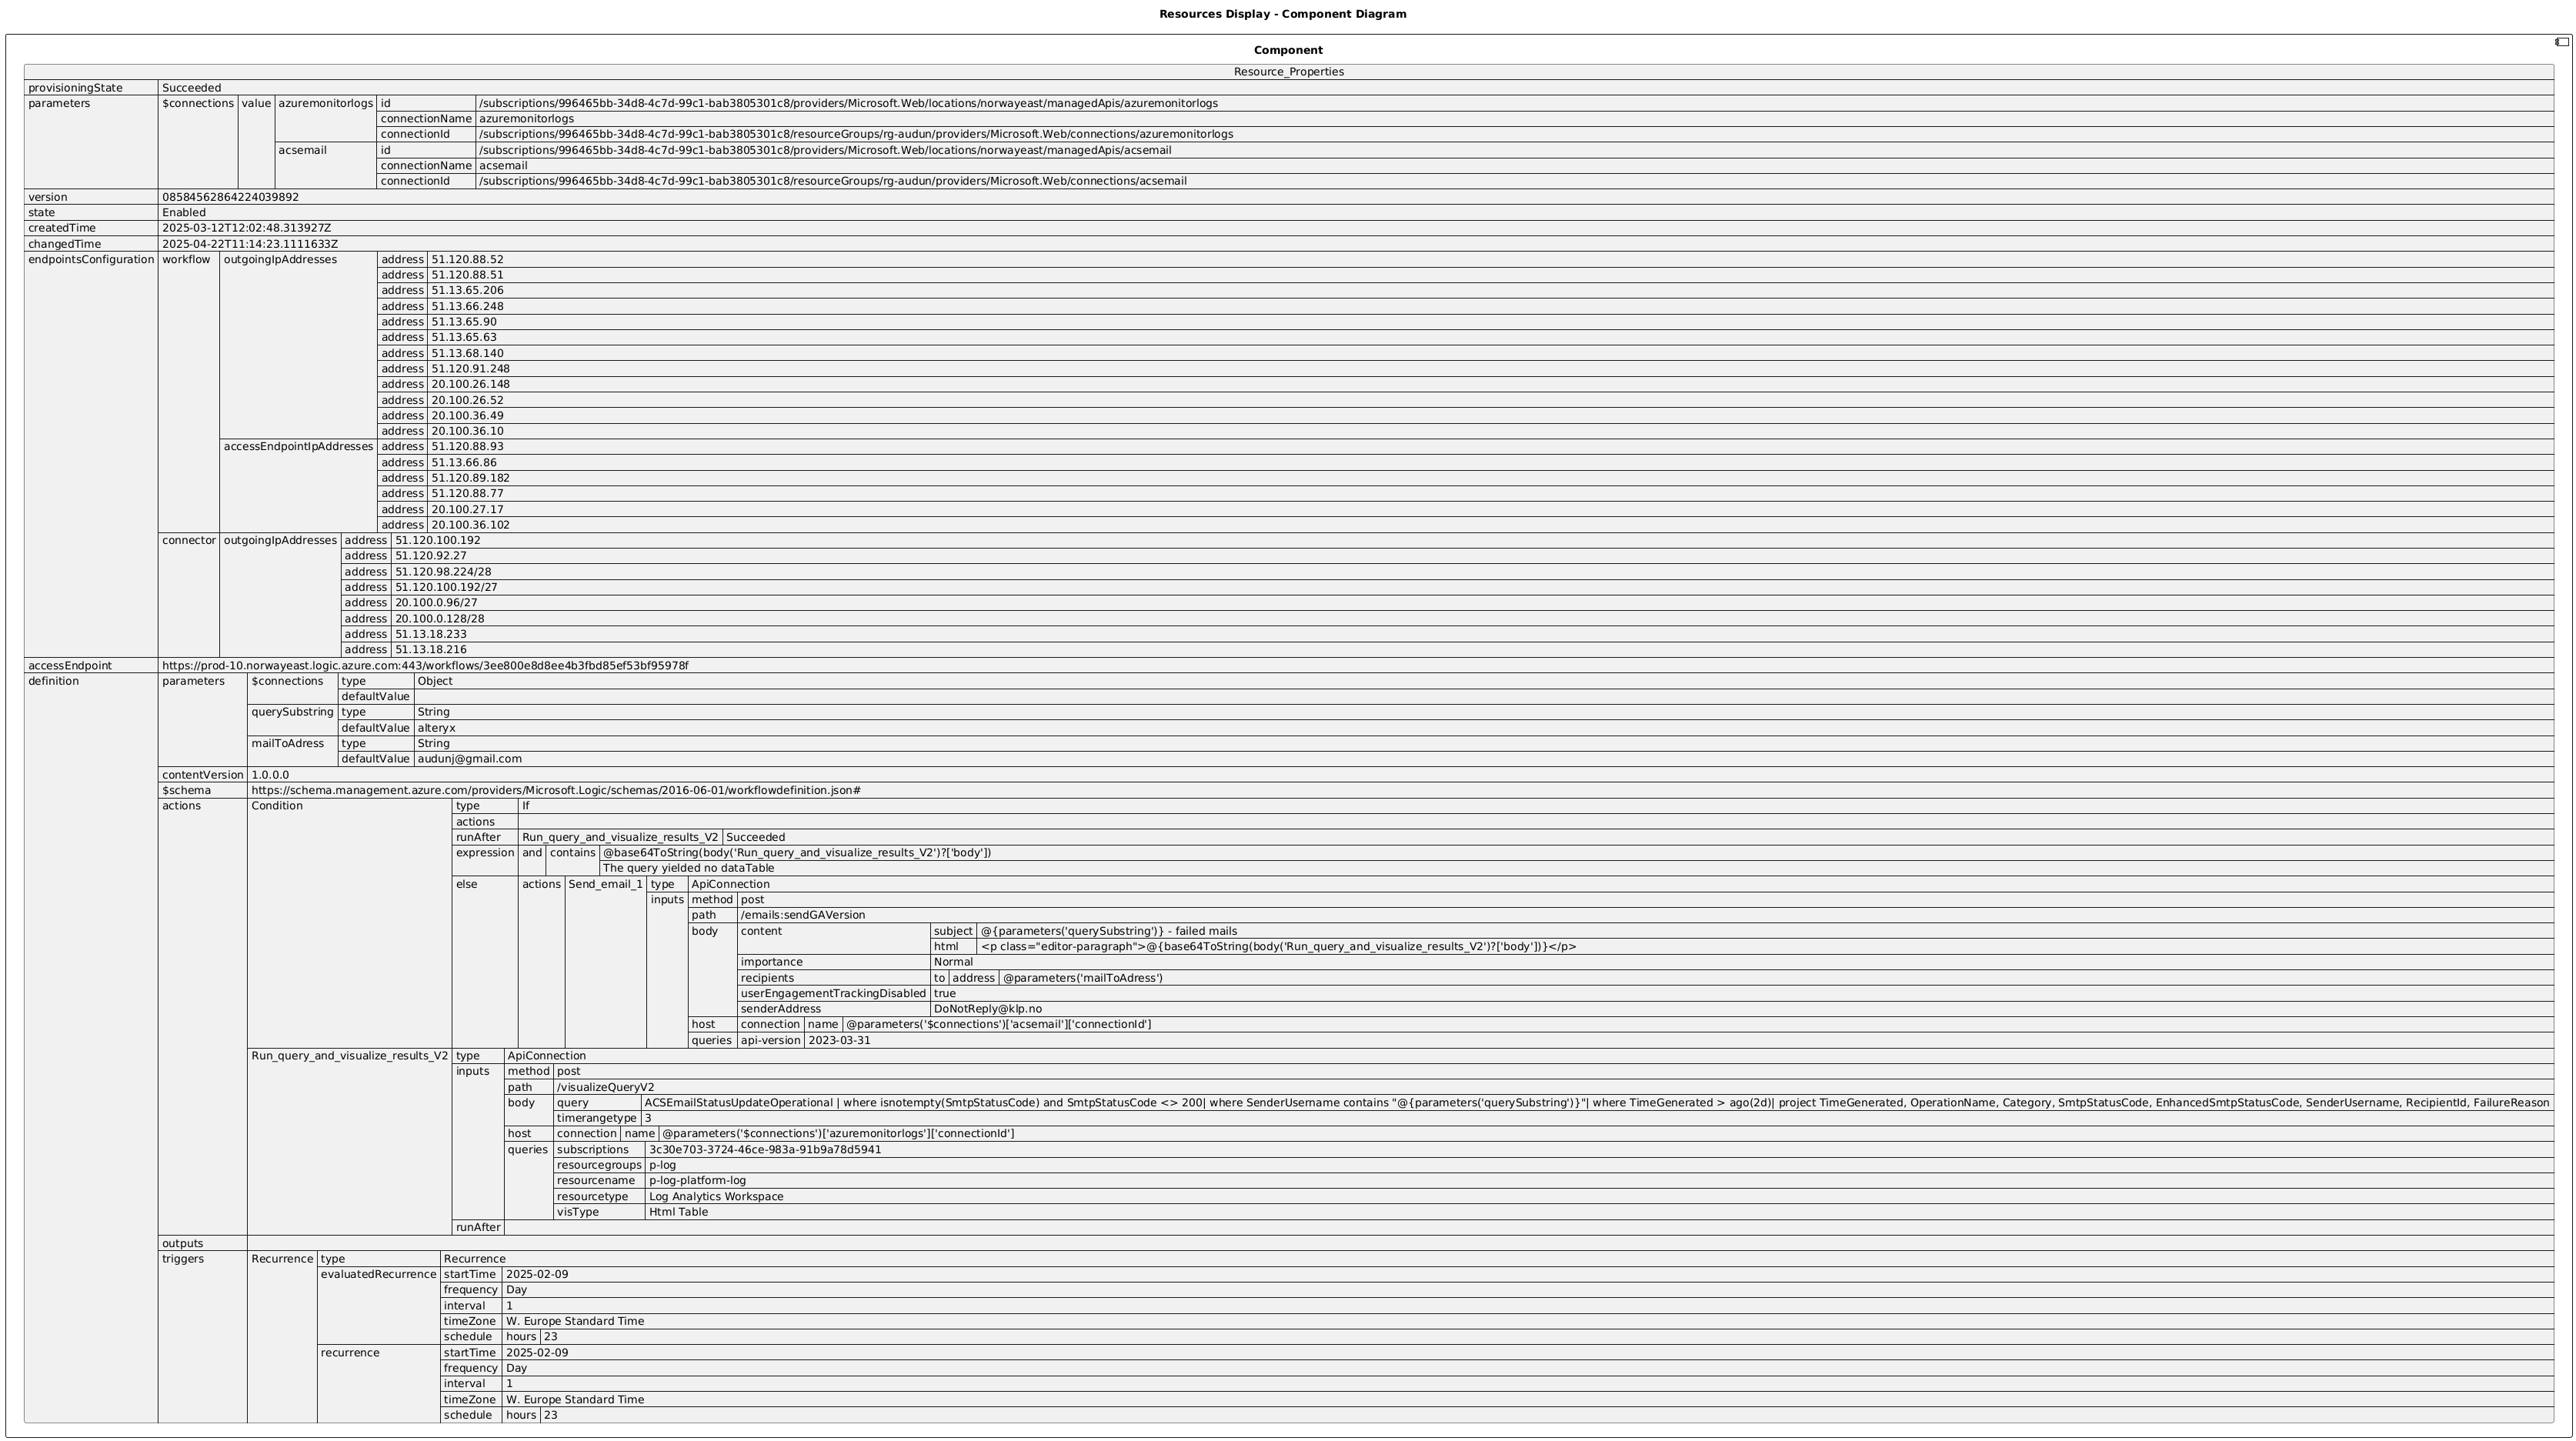 Resources Display - Component Diagram
Component
Resource_Properties
provisioningState Succeeded
parameters $connections value azuremonitorlogs id /subscriptions/996465bb-34d8-4c7d-99c1-bab3805301c8/providers/Microsoft.Web/locations/norwayeast/managedApis/azuremonitorlogs
connectionName azuremonitorlogs
connectionId /subscriptions/996465bb-34d8-4c7d-99c1-bab3805301c8/resourceGroups/rg-audun/providers/Microsoft.Web/connections/azuremonitorlogs
acsemail id /subscriptions/996465bb-34d8-4c7d-99c1-bab3805301c8/providers/Microsoft.Web/locations/norwayeast/managedApis/acsemail
connectionName acsemail
connectionId /subscriptions/996465bb-34d8-4c7d-99c1-bab3805301c8/resourceGroups/rg-audun/providers/Microsoft.Web/connections/acsemail
version 08584562864224039892
state Enabled
createdTime 2025-03-12T12:02:48.313927Z
changedTime 2025-04-22T11:14:23.1111633Z
endpointsConfiguration workflow outgoingIpAddresses address 51.120.88.52
address 51.120.88.51
address 51.13.65.206
address 51.13.66.248
address 51.13.65.90
address 51.13.65.63
address 51.13.68.140
address 51.120.91.248
address 20.100.26.148
address 20.100.26.52
address 20.100.36.49
address 20.100.36.10
accessEndpointIpAddresses address 51.120.88.93
address 51.13.66.86
address 51.120.89.182
address 51.120.88.77
address 20.100.27.17
address 20.100.36.102
connector outgoingIpAddresses address 51.120.100.192
address 51.120.92.27
address 51.120.98.224/28
address 51.120.100.192/27
address 20.100.0.96/27
address 20.100.0.128/28
address 51.13.18.233
address 51.13.18.216
accessEndpoint https://prod-10.norwayeast.logic.azure.com:443/workflows/3ee800e8d8ee4b3fbd85ef53bf95978f
definition parameters $connections type Object
defaultValue
querySubstring type String
defaultValue alteryx
mailToAdress type String
defaultValue audunj@gmail.com
contentVersion 1.0.0.0
$schema https://schema.management.azure.com/providers/Microsoft.Logic/schemas/2016-06-01/workflowdefinition.json#
actions Condition type If
actions
runAfter Run_query_and_visualize_results_V2 Succeeded
expression and contains @base64ToString(body('Run_query_and_visualize_results_V2')?['body'])
The query yielded no dataTable
else actions Send_email_1 type ApiConnection
inputs method post
path /emails:sendGAVersion
body content subject @{parameters('querySubstring')} - failed mails
html <p class="editor-paragraph">@{base64ToString(body('Run_query_and_visualize_results_V2')?['body'])}</p>
importance Normal
recipients to address @parameters('mailToAdress')
userEngagementTrackingDisabled true
senderAddress DoNotReply@klp.no
host connection name @parameters('$connections')['acsemail']['connectionId']
queries api-version 2023-03-31
Run_query_and_visualize_results_V2 type ApiConnection
inputs method post
path /visualizeQueryV2
body query ACSEmailStatusUpdateOperational | where isnotempty(SmtpStatusCode) and SmtpStatusCode <> 200| where SenderUsername contains "@{parameters('querySubstring')}"| where TimeGenerated > ago(2d)| project TimeGenerated, OperationName, Category, SmtpStatusCode, EnhancedSmtpStatusCode, SenderUsername, RecipientId, FailureReason
timerangetype 3
host connection name @parameters('$connections')['azuremonitorlogs']['connectionId']
queries subscriptions 3c30e703-3724-46ce-983a-91b9a78d5941
resourcegroups p-log
resourcename p-log-platform-log
resourcetype Log Analytics Workspace
visType Html Table
runAfter
outputs
triggers Recurrence type Recurrence
evaluatedRecurrence startTime 2025-02-09
frequency Day
interval 1
timeZone W. Europe Standard Time
schedule hours 23
recurrence startTime 2025-02-09
frequency Day
interval 1
timeZone W. Europe Standard Time
schedule hours 23